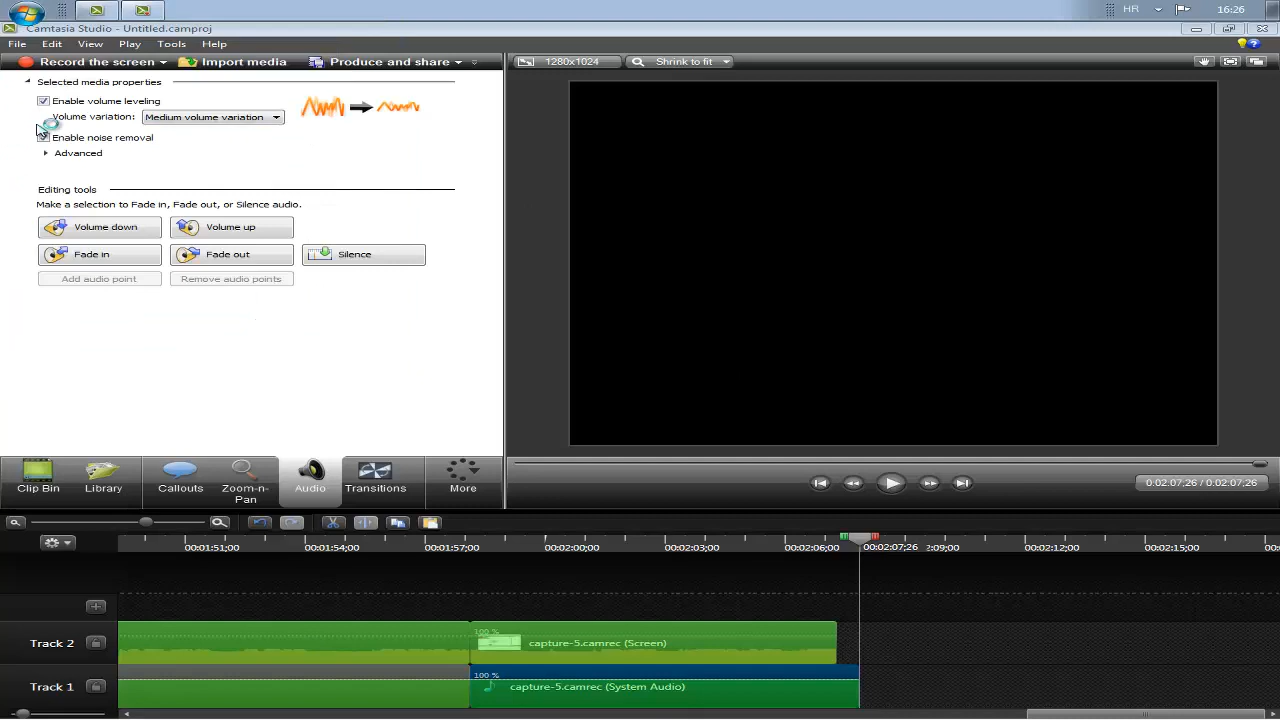 HR
16:26
Camtasia Studio - Untitled.camproj
File Edit View Play Tools Help
Record the screen Import media Produce and share
1280x1024 Shrink to fit
Selected media properties
Enable volume leveling
Volume variation: Medium volume variation
Enable noise removal
Advanced
Editing tools
Make a selection to Fade in, Fade out, or Silence audio.
Volume down Volume up
Fade in Fade out Silence
Add audio point Remove audio points
Clip Bin Library Callouts Zoom-n-Pan Audio Transitions More
0:02:07;26 / 0:02:07;26
00:01:51;00 00:01:54;00 00:01:57;00 00:02:00;00 00:02:03;00 00:02:06;00 00:02:07;26 :2:09;00 00:02:12;00 00:02:15;00 00:
Track 2
100 %
capture-5.camrec (Screen)
Track 1
100 %
capture-5.camrec (System Audio)